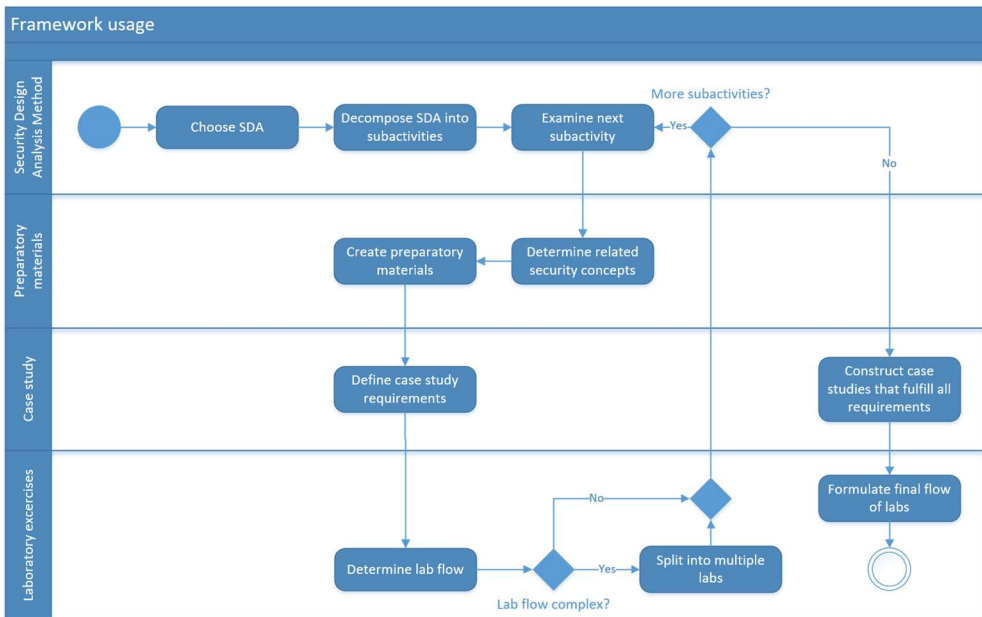 Framework usage
Security Design
Analysis Method
More subactivities?
Choose SDA
Decompose SDA into
subactivities
Examine next
subactivity
Yes
No
Preparatory
materials
Create preparatory
materials
Determine related
security concepts
Case study
Define case study
requirements
Construct case
studies that fulfill all
requirements
Laboratory excercises
No
Formulate final flow
of labs
Determine lab flow
Yes
Split into multiple
labs
Lab flow complex?